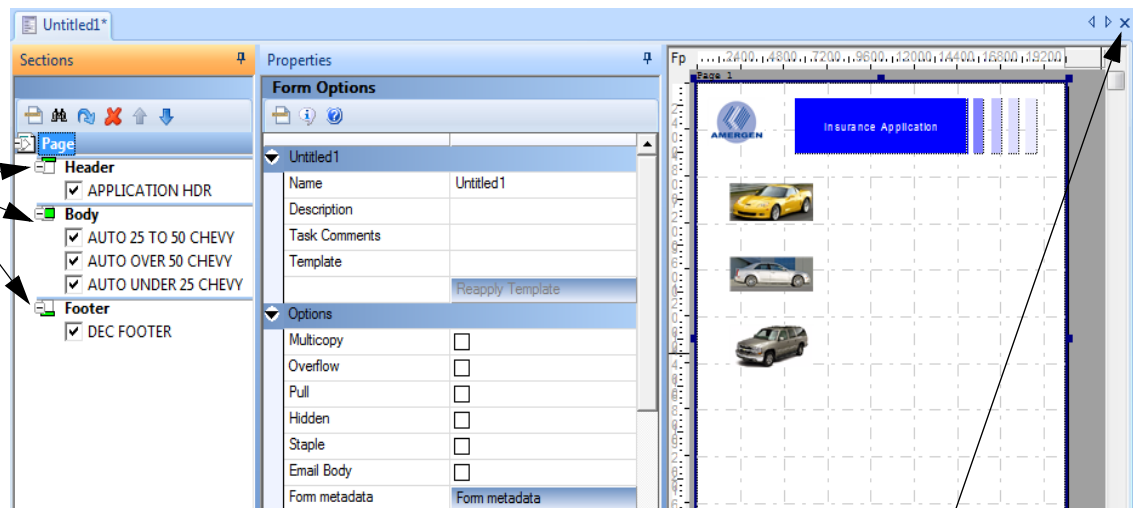 Untitled1*
Sections
Page
Header
APPLICATION HDR
Body
AUTO 25 TO 50 CHEVY
AUTO OVER 50 CHEVY
AUTO UNDER 25 CHEVY
Footer
DEC FOOTER
Properties
Form Options
Untitled1
Name Untitled1
Description
Task Comments
Template
Reapply Template
Options
Multicopy
Overflow
Pull
Hidden
Staple
Email Body
Form metadata Form metadata
Fp 2400 4800 7200 9600 12000 14400 16800 19200
Page 1
AMERGEN
Insurance Application